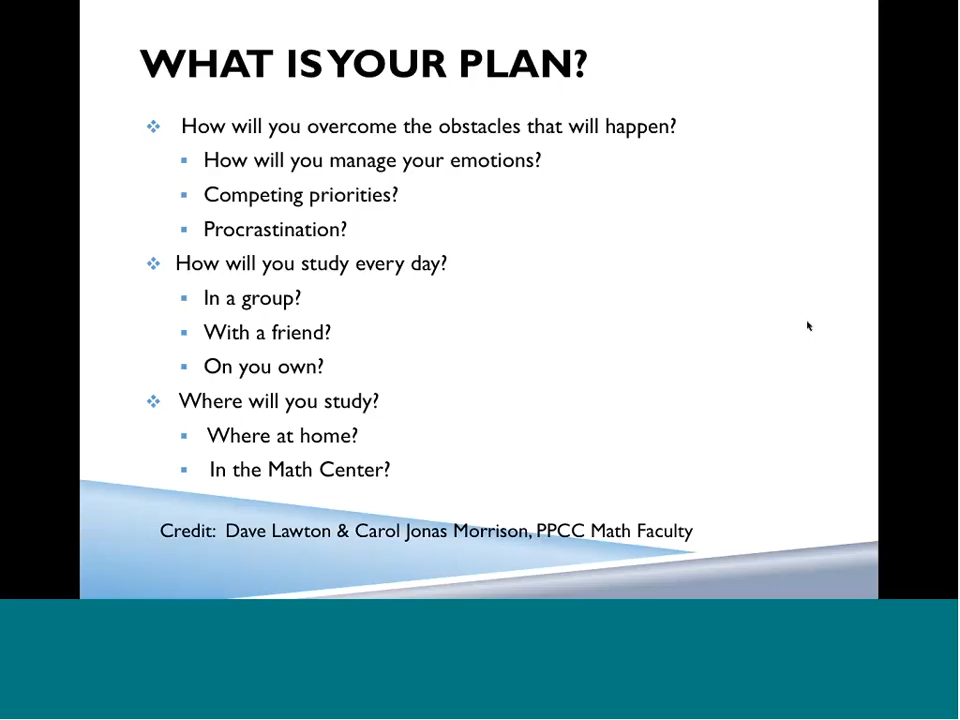 WHAT IS YOUR PLAN?
How will you overcome the obstacles that will happen?
How will you manage your emotions?
Competing priorities?
Procrastination?
How will you study every day?
In a group?
With a friend?
On you own?
Where will you study?
Where at home?
In the Math Center?
Credit: Dave Lawton & Carol Jonas Morrison, PPCC Math Faculty